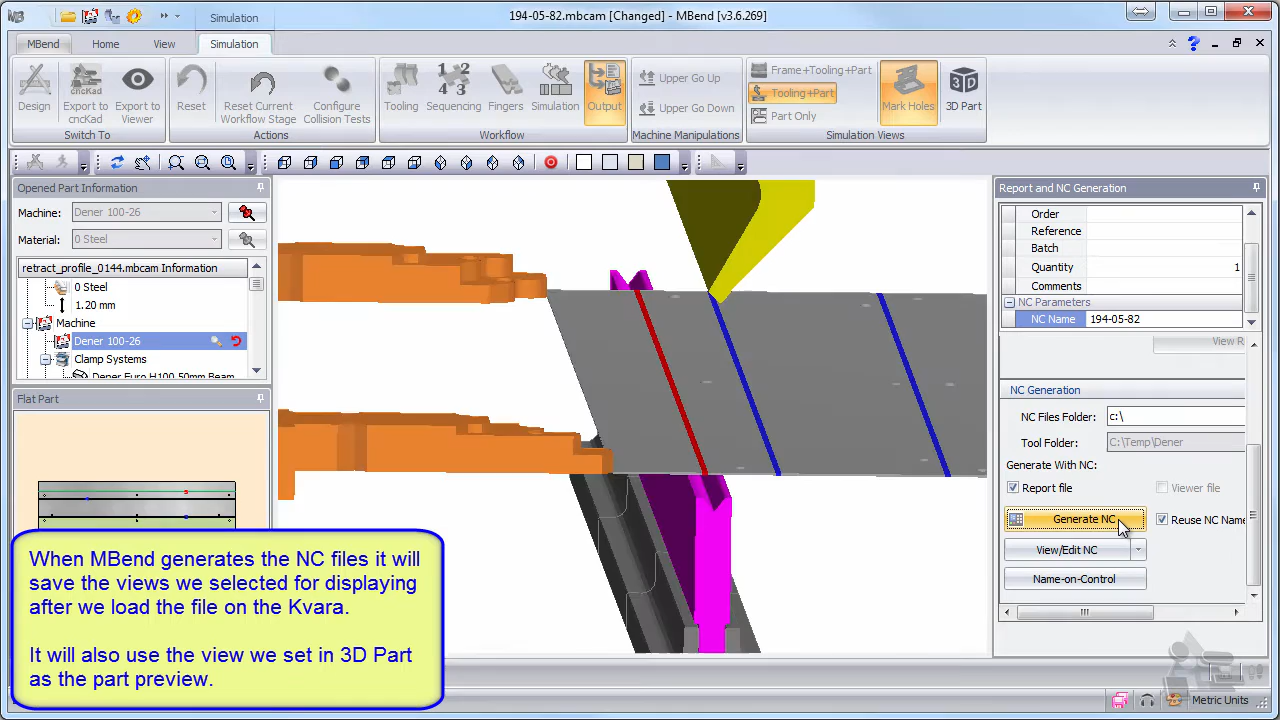 Simulation
194-05-82.mbcam [Changed] - MBend [v3.6.269]
MBend
Home
View
Simulation
Design
Export to cncKad
Export to Viewer
Switch To
Reset
Reset Current Workflow Stage
Configure Collision Tests
Actions
Tooling
Sequencing
Fingers
Simulation
Output
Workflow
Upper Go Up
Upper Go Down
Machine Manipulations
Frame+Tooling+Part
Tooling+Part
Part Only
Mark Holes
3D Part
Simulation Views
Opened Part Information
Machine:
Dener 100-26
Material:
0 Steel
retract_profile_0144.mbcam Information
0 Steel
1.20 mm
Machine
Dener 100-26
Clamp Systems
Dener Euro H100 50mm Beam
Flat Part
When MBend generates the NC files it will
save the views we selected for displaying
after we load the file on the Kvara.
It will also use the view we set in 3D Part
as the part preview.
Report and NC Generation
Order
Reference
Batch
Quantity
1
Comments
NC Parameters
NC Name
194-05-82
View R
NC Generation
NC Files Folder:
c:\
Tool Folder:
C:\Temp\Dener
Generate With NC:
Report file
Viewer file
Generate NC
Reuse NC Name
View/Edit NC
Name-on-Control
Metric Units